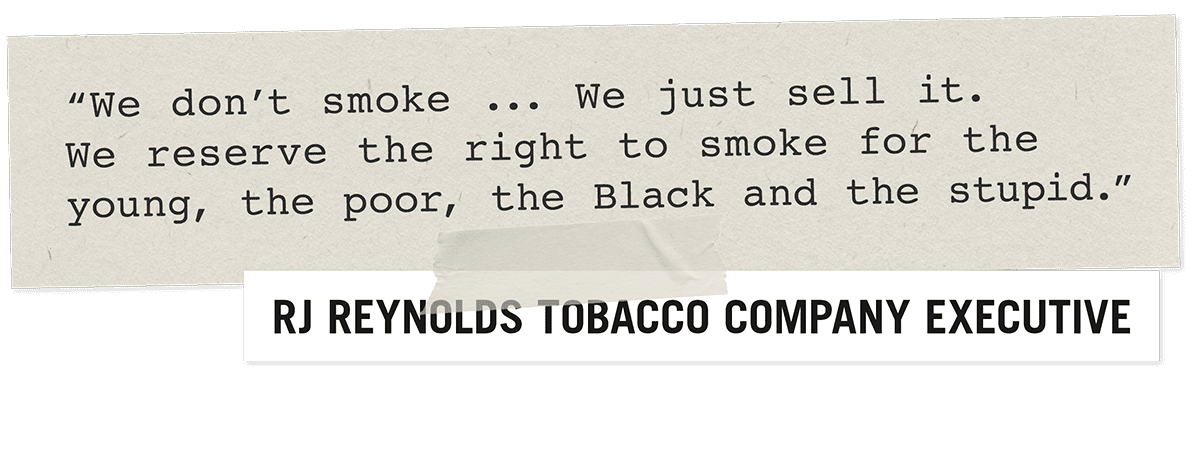 “We don’t smoke ... We just sell it.
We reserve the right to smoke for the
young, the poor, the Black and the stupid.”
RJ REYNOLDS TOBACCO COMPANY EXECUTIVE